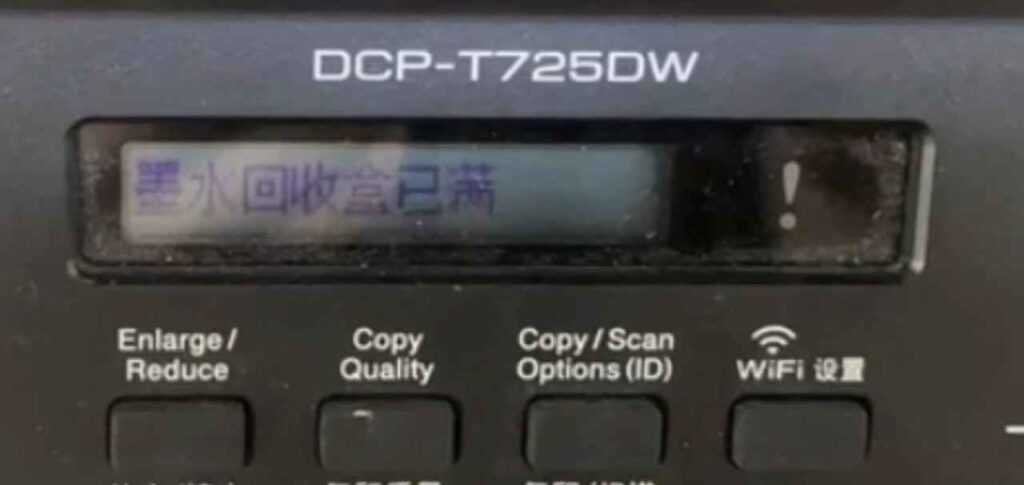 DCP-T725DW
墨水回收盒已满
!
Enlarge/
Reduce
Copy
Quality
Copy/Scan
Options (ID)
WiFi 设置